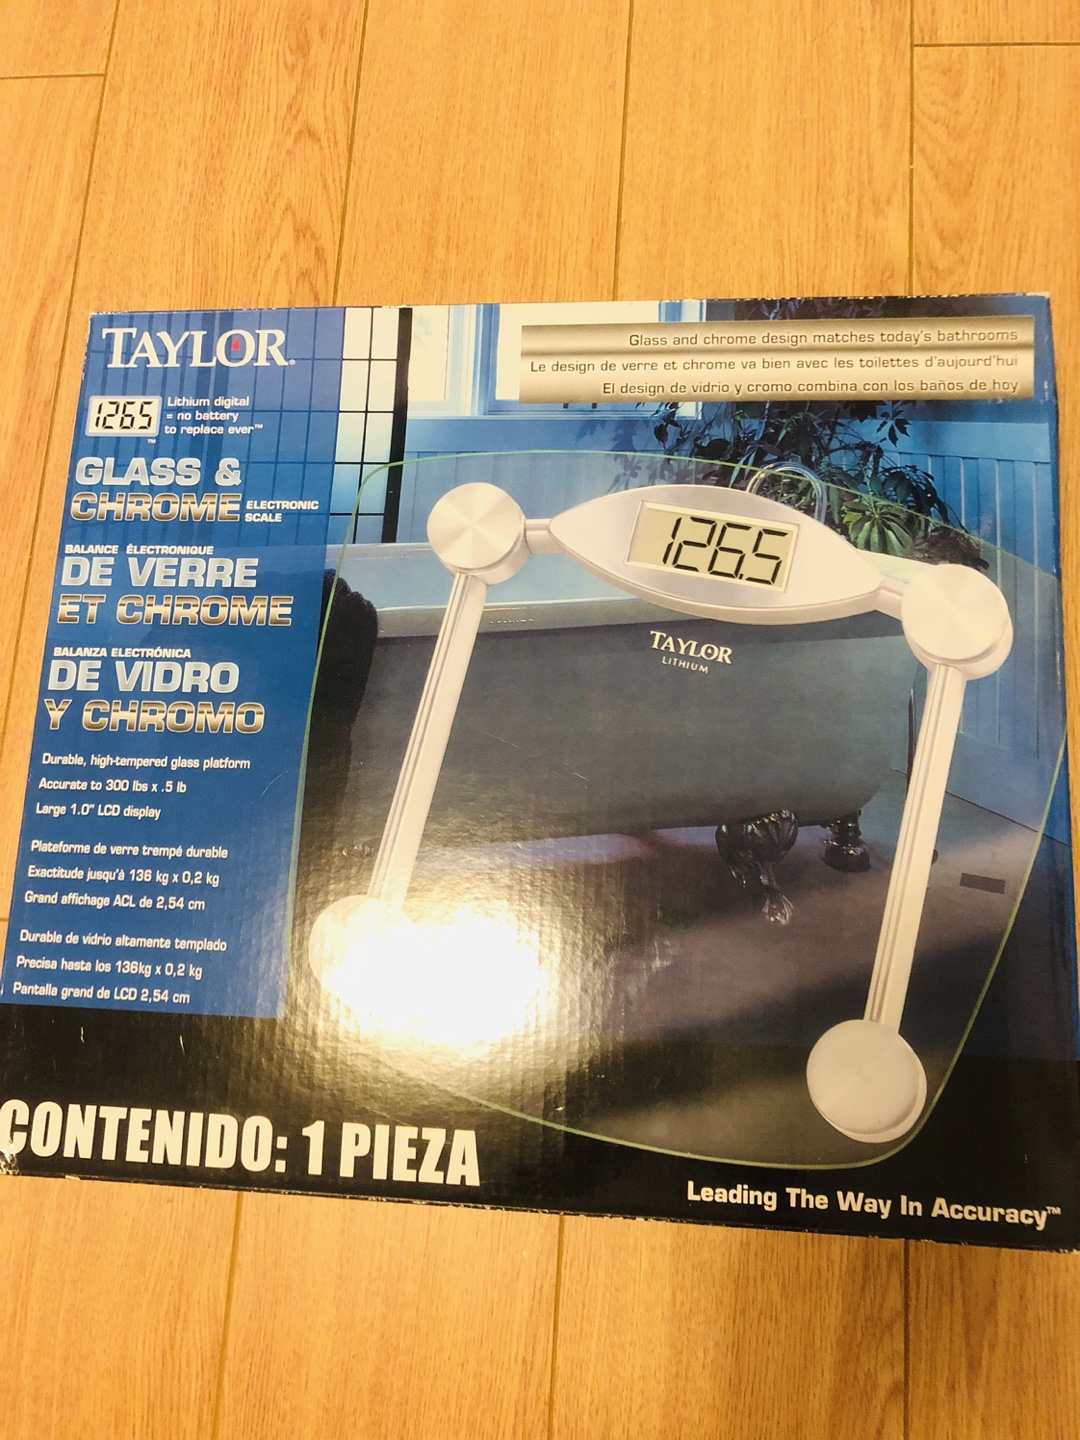 TAYLOR®
1265
Lithium digital
= no battery
to replace ever™
™
GLASS &
CHROME ELECTRONIC
SCALE
BALANCE ÉLECTRONIQUE
DE VERRE
ET CHROME
BALANZA ELECTRÓNICA
DE VIDRO
Y CHROMO
Durable, high-tempered glass platform
Accurate to 300 lbs x .5 lb
Large 1.0" LCD display
Plateforme de verre trempé durable
Exactitude jusqu'à 136 kg x 0,2 kg
Grand affichage ACL de 2,54 cm
Durable de vidrio altamente templado
Precisa hasta los 136kg x 0,2 kg
Pantalla grand de LCD 2,54 cm
Glass and chrome design matches today's bathrooms
Le design de verre et chrome va bien avec les toilettes d'aujourd'hui
El design de vidrio y cromo combina con los baños de hoy
126.5
TAYLOR
LITHIUM
CONTENIDO: 1 PIEZA
Leading The Way In Accuracy™